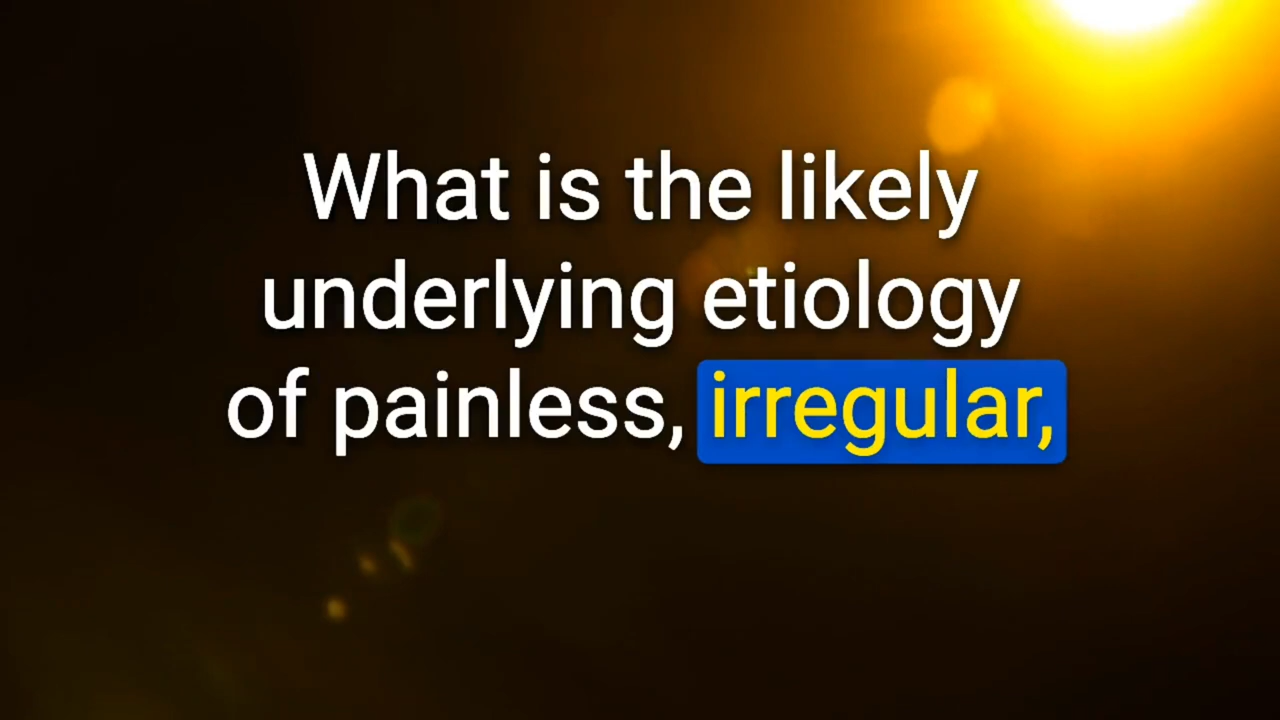 What is the likely
underlying etiology
of painless, irregular,